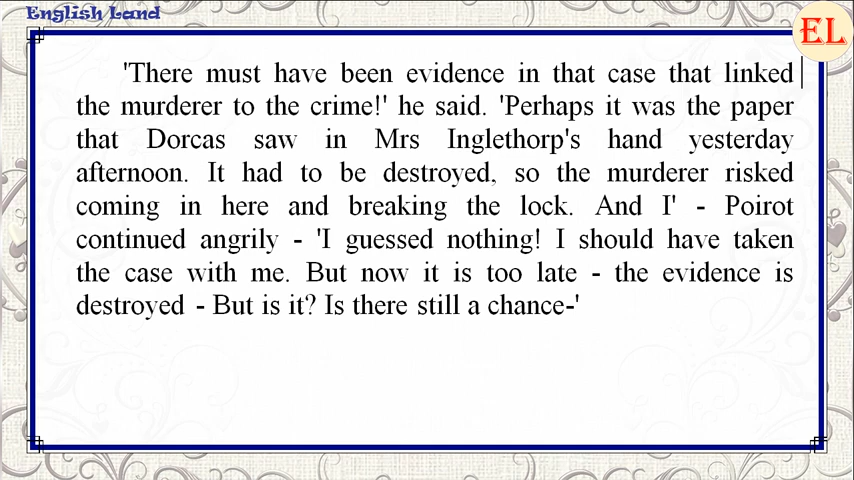 English Land
EL
'There must have been evidence in that case that linked
the murderer to the crime!' he said. 'Perhaps it was the paper
that Dorcas saw in Mrs Inglethorp's hand yesterday
afternoon. It had to be destroyed, so the murderer risked
coming in here and breaking the lock. And I' - Poirot
continued angrily - 'I guessed nothing! I should have taken
the case with me. But now it is too late - the evidence is
destroyed - But is it? Is there still a chance-'